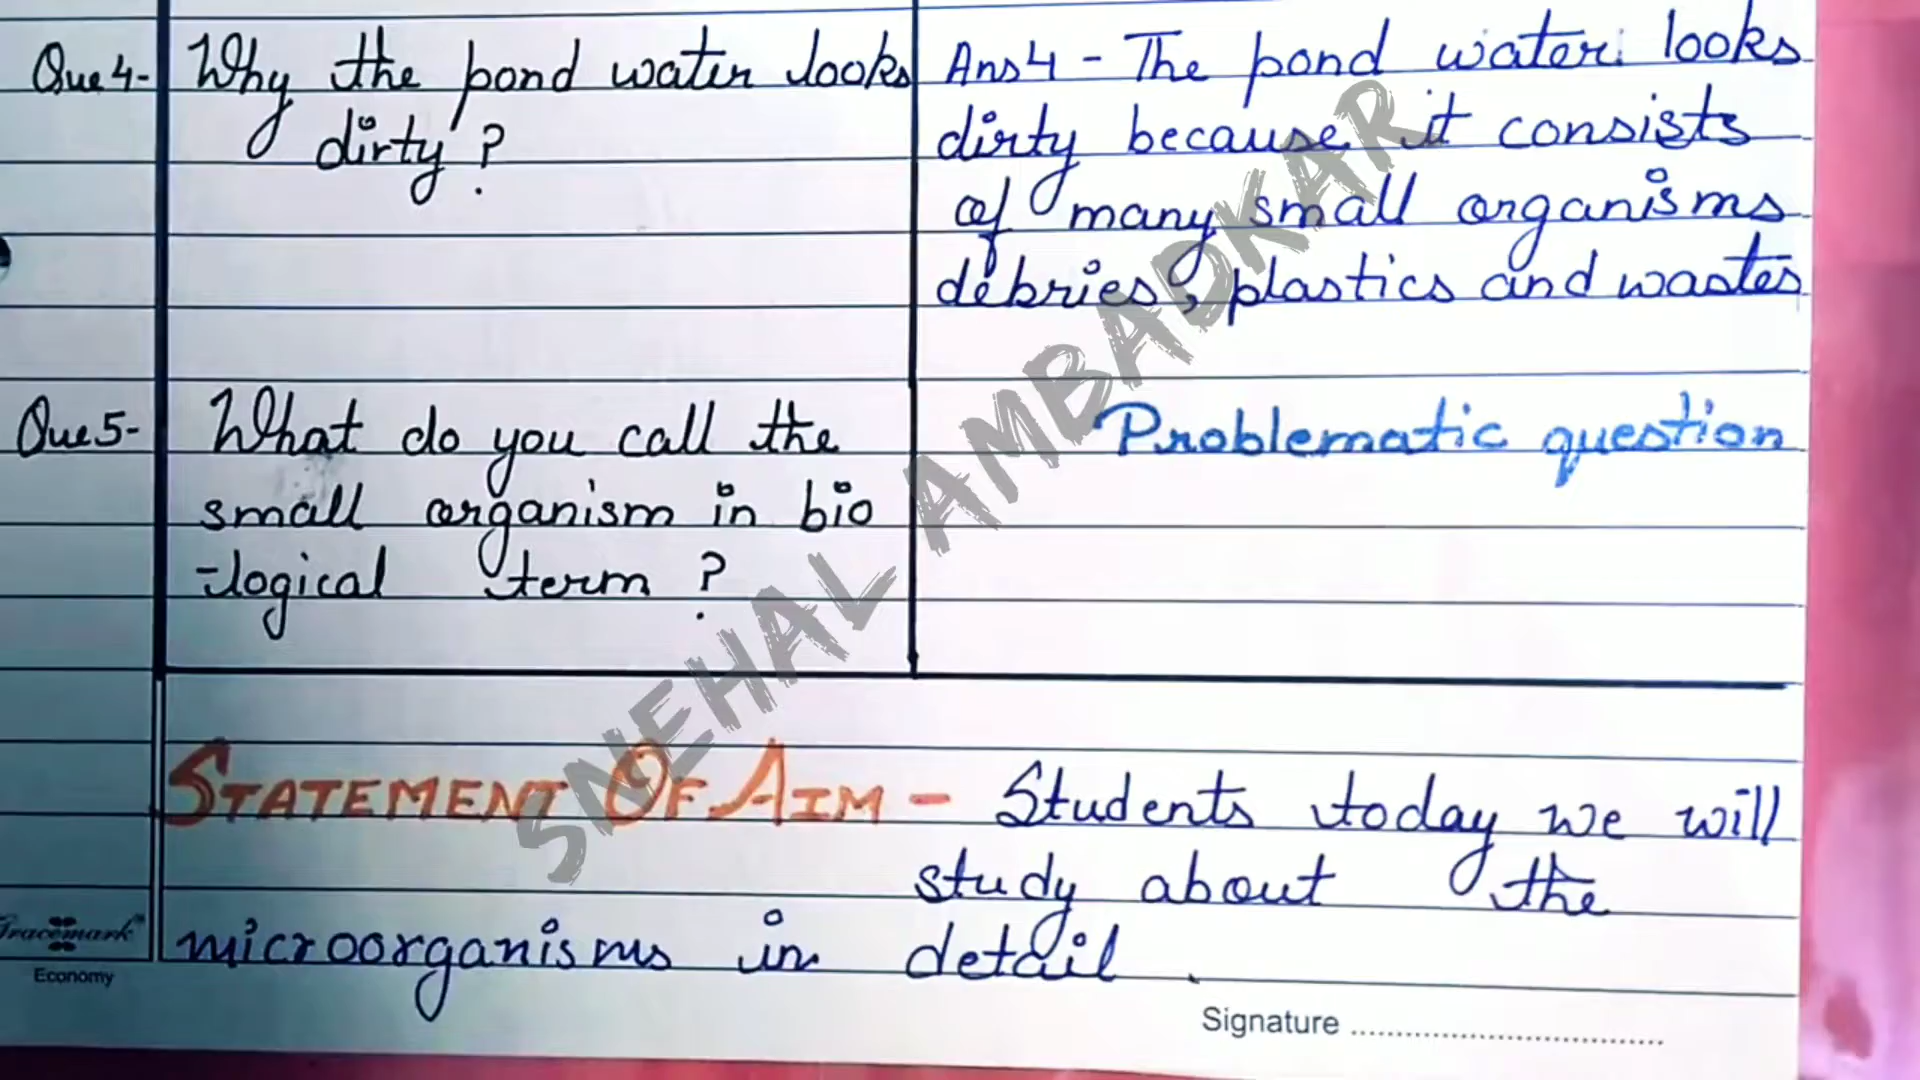 Que 4-
Why the pond water looks
dirty?
Ans 4 - The pond water looks
dirty because it consists
of many small organisms
debries, plastics and wastes
Que 5-
What do you call the
small organism in bio
-logical term?
Problematic question
STATEMENT OF AIM - Students today we will
study about the
microorganisms in detail.
Tracemark
Economy
Signature ..............................
SNEHAL AMBADKAR